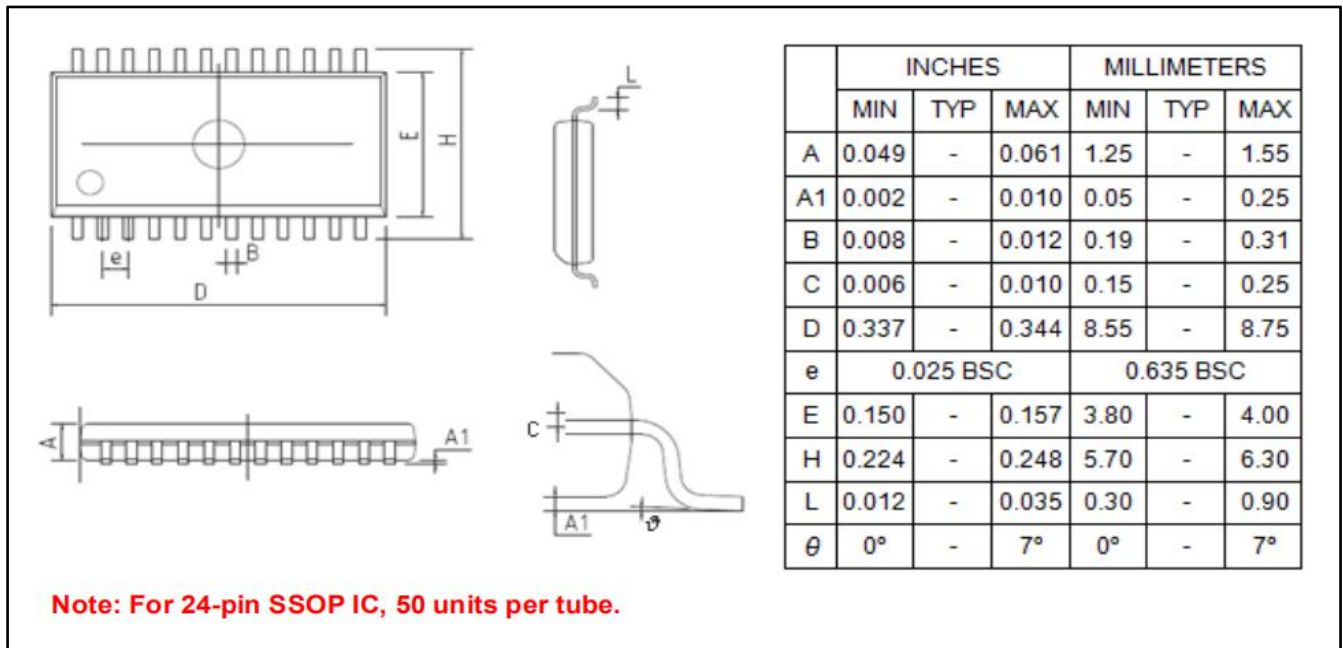 L
E
H
e
B
D
A
A1
C
A1
ϑ
INCHES MILLIMETERS
MIN TYP MAX MIN TYP MAX
A 0.049 - 0.061 1.25 - 1.55
A1 0.002 - 0.010 0.05 - 0.25
B 0.008 - 0.012 0.19 - 0.31
C 0.006 - 0.010 0.15 - 0.25
D 0.337 - 0.344 8.55 - 8.75
e 0.025 BSC 0.635 BSC
E 0.150 - 0.157 3.80 - 4.00
H 0.224 - 0.248 5.70 - 6.30
L 0.012 - 0.035 0.30 - 0.90
θ 0° - 7° 0° - 7°
Note: For 24-pin SSOP IC, 50 units per tube.